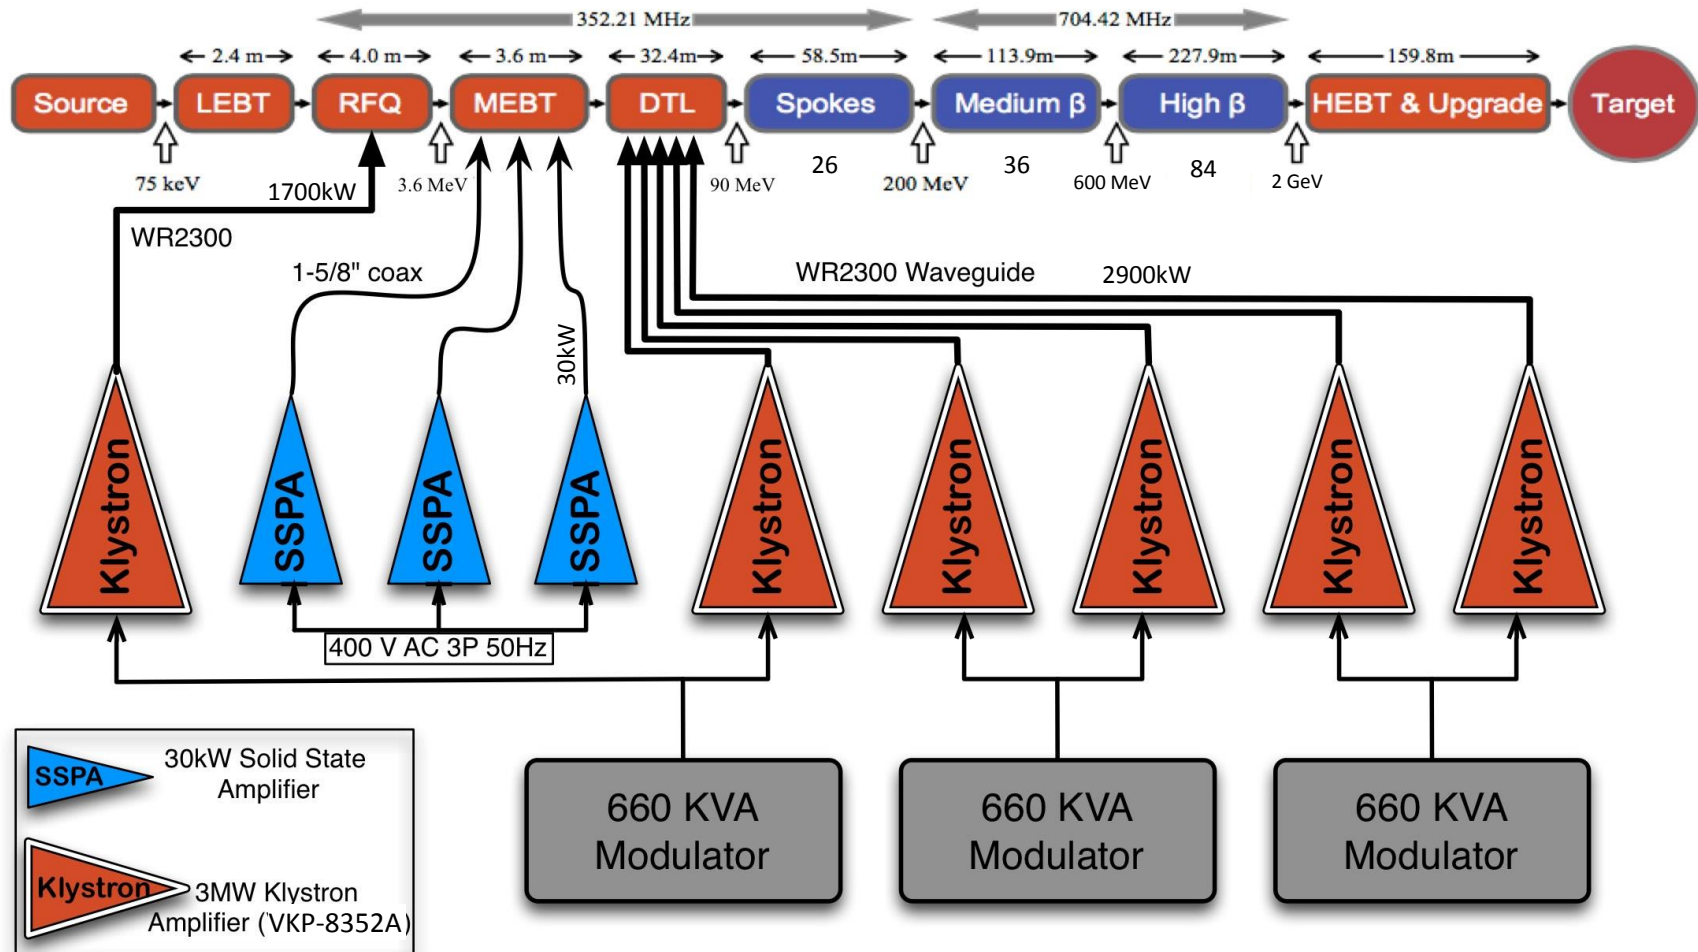 352.21 MHz
704.42 MHz
2.4 m
4.0 m
3.6 m
32.4m
58.5m
113.9m
227.9m
159.8m
Source
LEBT
RFQ
MEBT
DTL
Spokes
Medium β
High β
HEBT & Upgrade
Target
26
36
84
75 keV
3.6 MeV
90 MeV
200 MeV
600 MeV
2 GeV
1700kW
WR2300
1-5/8" coax
WR2300 Waveguide
2900kW
30kW
Klystron
SSPA
SSPA
SSPA
Klystron
Klystron
Klystron
Klystron
Klystron
400 V AC 3P 50Hz
SSPA
30kW Solid State
Amplifier
Klystron
3MW Klystron
Amplifier (VKP-8352A)
660 KVA
Modulator
660 KVA
Modulator
660 KVA
Modulator